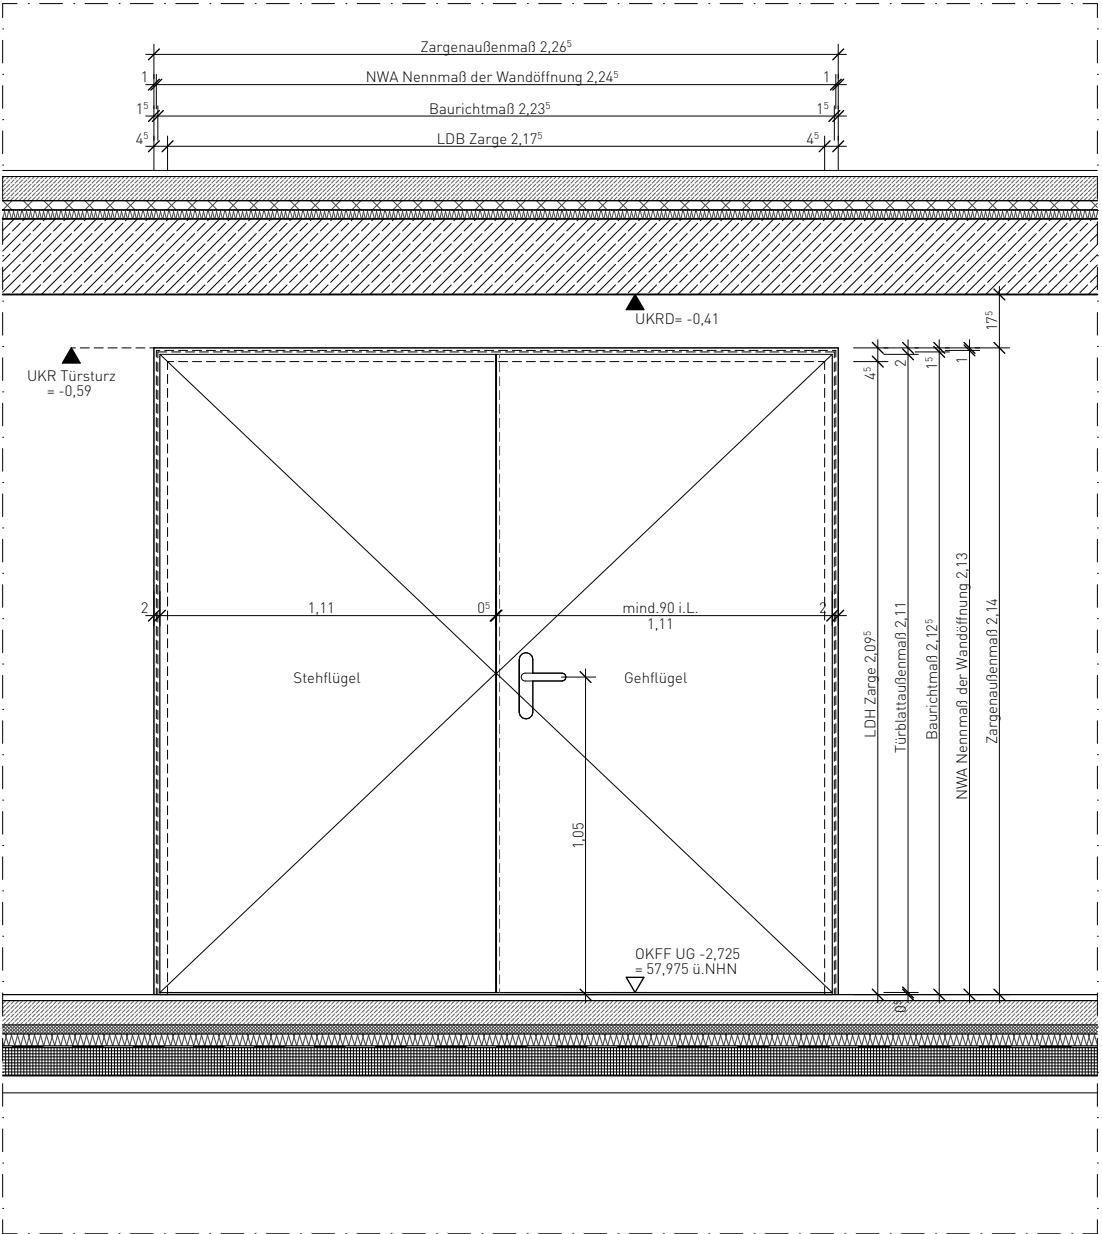 Zargenaußenmaß 2,26⁵
1 NWA Nennmaß der Wandöffnung 2,24⁵ 1
1⁵ Baurichtmaß 2,23⁵ 1⁵
4⁵ LDB Zarge 2,17⁵ 4⁵
UKRD= -0,41
17⁵
UKR Türsturz
= -0,59
4⁵
2
1⁵
1
2 1,11 0⁵ mind.90 i.L. 2
1,11
Stehflügel
Gehflügel
1,05
LDH Zarge 2,09⁵
Türblattaußenmaß 2,11
Baurichtmaß 2,12⁵
NWA Nennmaß der Wandöffnung 2,13
Zargenaußenmaß 2,14
OKFF UG -2,725
= 57,975 ü.NHN
0⁵